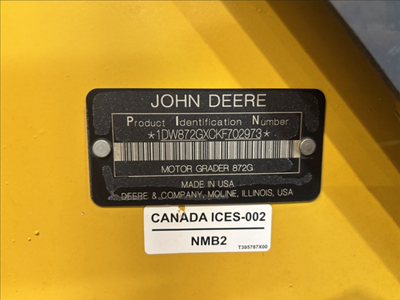 JOHN DEERE
Product Identification Number
*1DW872GXCKF702973*
MOTOR GRADER 872G
MADE IN USA
DEERE & COMPANY, MOLINE, ILLINOIS, USA
CANADA ICES-002
NMB2
T395787X00